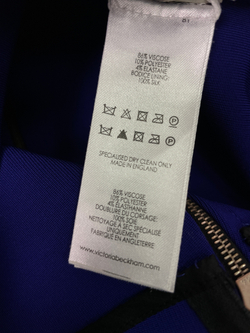 86% VISCOSE
10% POLYESTER
4% ELASTANE
BODICE LINING
100% SILK
SPECIALISED DRY CLEAN ONLY
MADE IN ENGLAND
86% VISCOSE
10% POLYESTER
4% ELASTHANNE
DOUBLURE DU CORSAGE:
100% SOIE
NETTOYAGE A SEC SPÉCIALISÉ
UNIQUEMENT
FABRIQUE EN ANGLETERRE
www.victoriabeckham.com